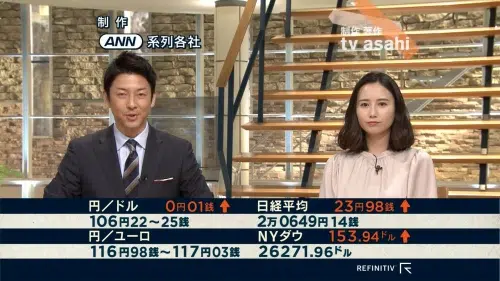 制作
ANN 系列各社
制作著作
tv asahi
円/ドル 0円01銭↑
106円22〜25銭
日経平均 23円98銭↑
2万0649円14銭
円/ユーロ
116円98銭〜117円03銭
NYダウ 153.94ドル↑
26271.96ドル
REFINITIV